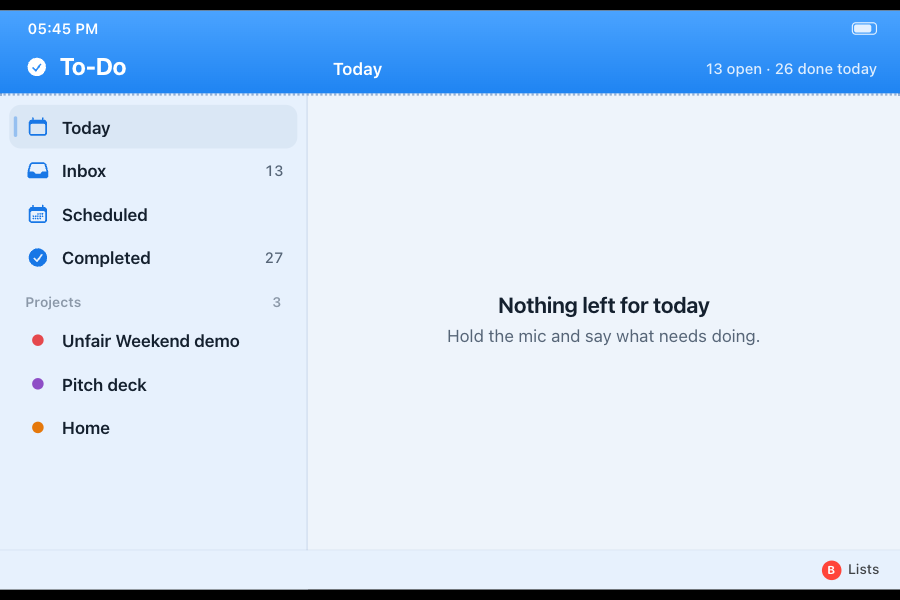 05:45 PM
To-Do
Today
13 open · 26 done today
Today
Inbox 13
Scheduled
Completed 27
Projects 3
Unfair Weekend demo
Pitch deck
Home
Nothing left for today
Hold the mic and say what needs doing.
B Lists